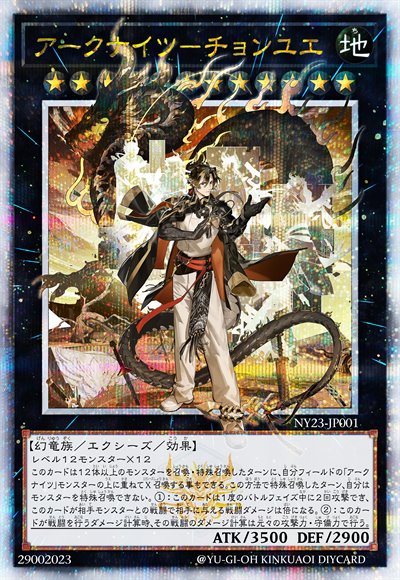 アークナイツーチョンユエ
地
NY23-JP001
【幻竜族／エクシーズ／効果】
レベル12モンスター×12
このカードは12体以上のモンスターを召喚・特殊召喚したターンに、自分フィールドの「アーク
ナイツ」モンスターの上に重ねてX召喚する事もできる。この方法で特殊召喚したターン、自分は
モンスターを特殊召喚できない。①：このカードは1度のバトルフェイズ中に2回攻撃でき、
このカードが相手モンスターとの戦闘で相手に与える戦闘ダメージは倍になる。②：このカー
ドが戦闘を行うダメージ計算時、その戦闘のダメージ計算は元々の攻撃力・守備力で行う。
ATK/3500 DEF/2900
29002023
@YU-GI-OH KINKUAOI DIYCARD